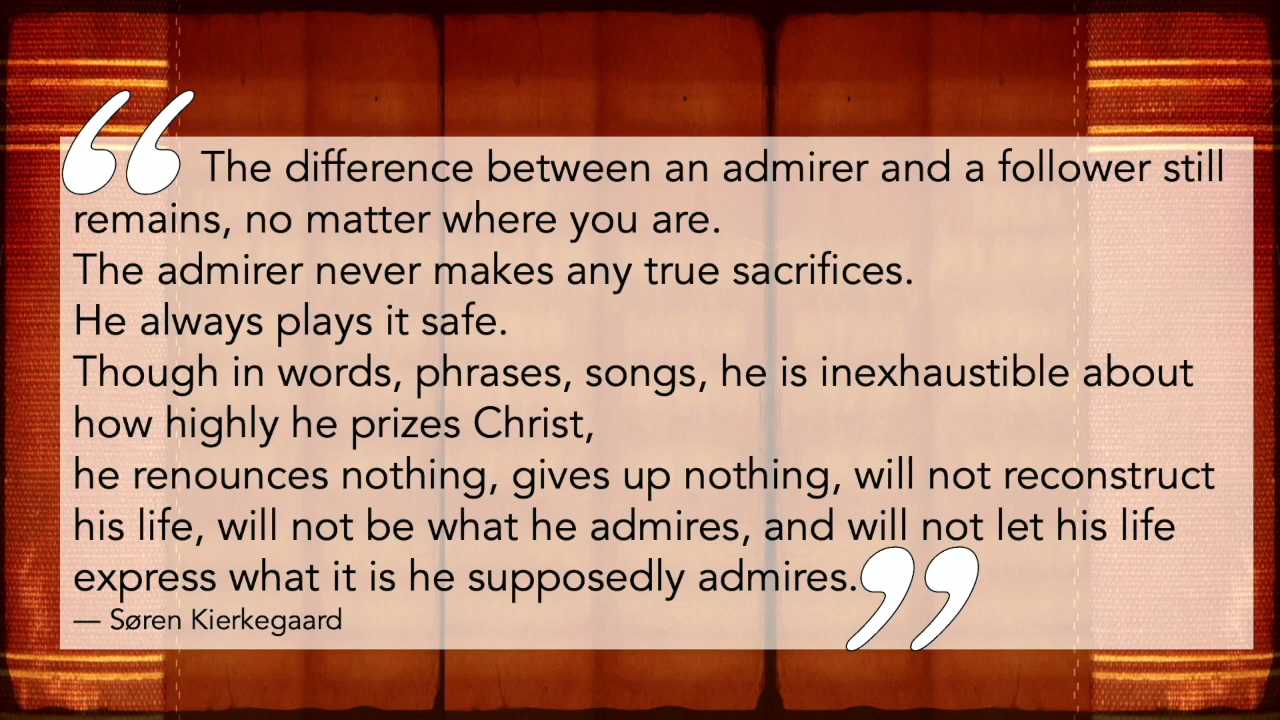 “ The difference between an admirer and a follower still
remains, no matter where you are.
The admirer never makes any true sacrifices.
He always plays it safe.
Though in words, phrases, songs, he is inexhaustible about
how highly he prizes Christ,
he renounces nothing, gives up nothing, will not reconstruct
his life, will not be what he admires, and will not let his life
express what it is he supposedly admires.”
— Søren Kierkegaard